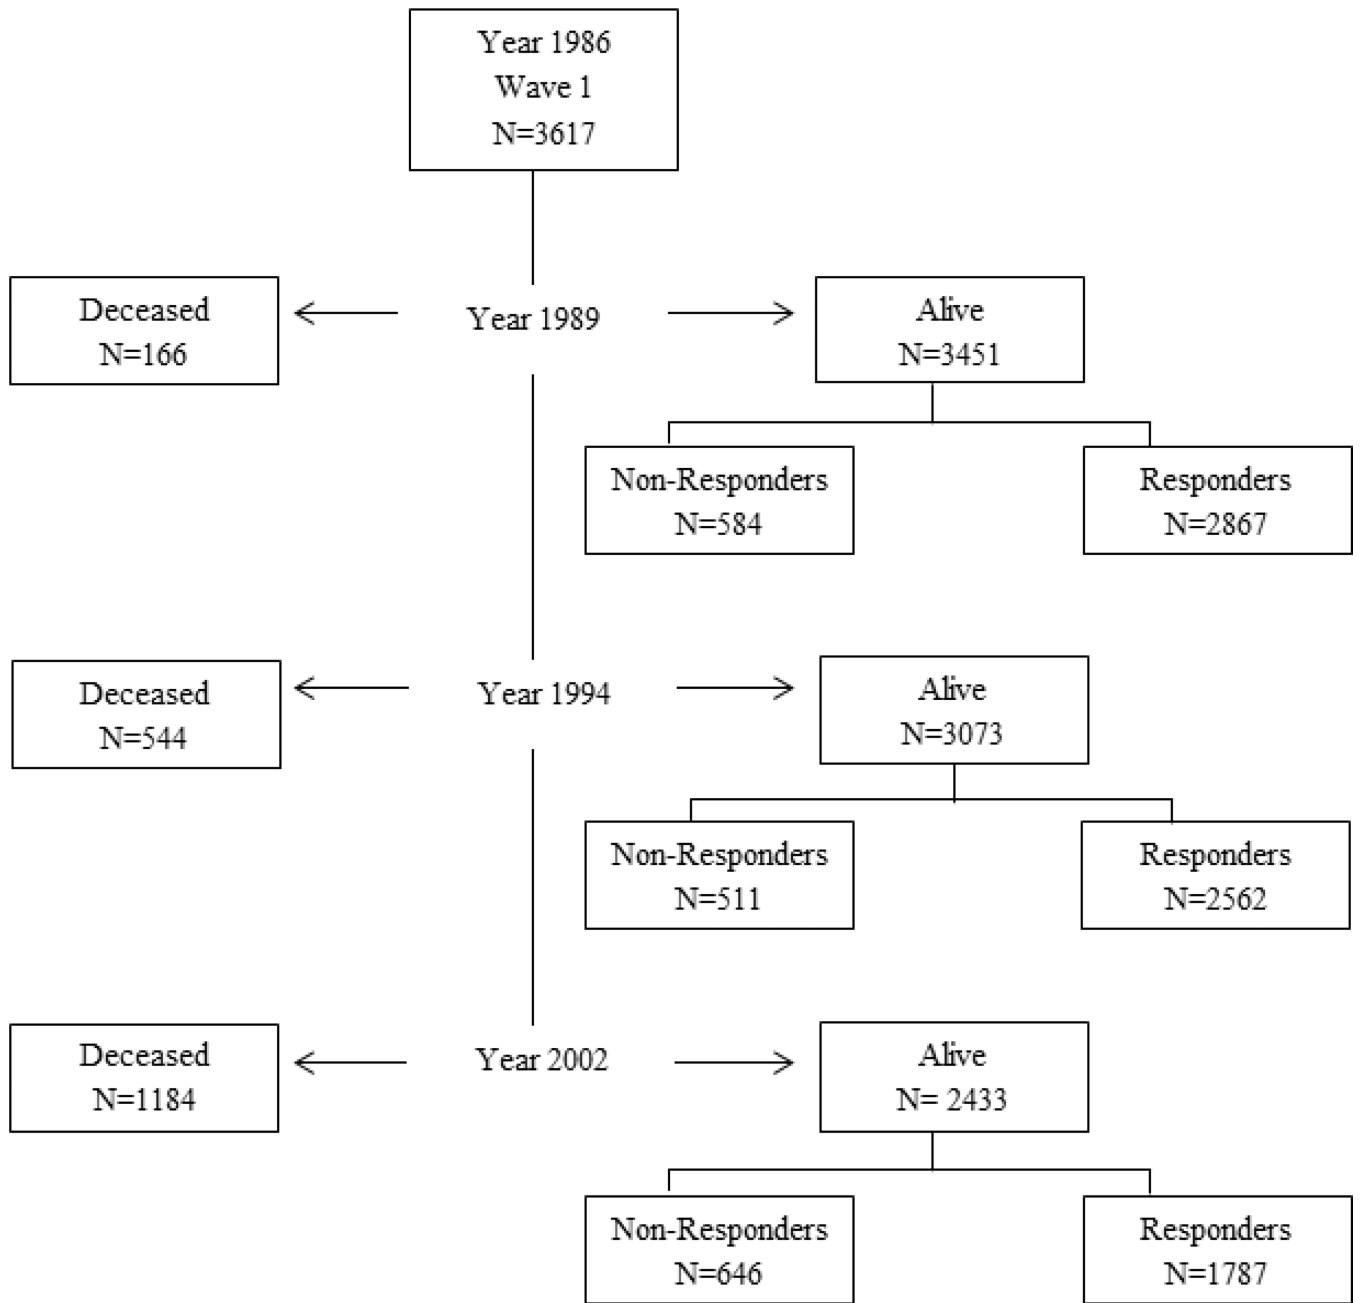 Year 1986
Wave 1
N=3617
Deceased
N=166
Year 1989
Alive
N=3451
Non-Responders
N=584
Responders
N=2867
Deceased
N=544
Year 1994
Alive
N=3073
Non-Responders
N=511
Responders
N=2562
Deceased
N=1184
Year 2002
Alive
N= 2433
Non-Responders
N=646
Responders
N=1787